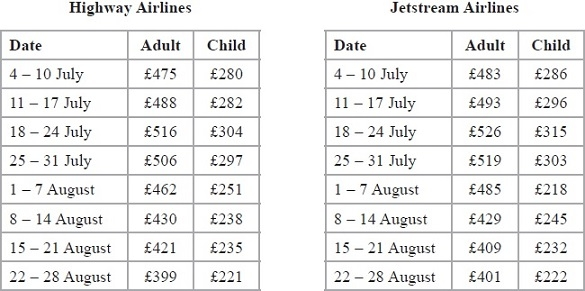 Highway Airlines
Date Adult Child
4 – 10 July £475 £280
11 – 17 July £488 £282
18 – 24 July £516 £304
25 – 31 July £506 £297
1 – 7 August £462 £251
8 – 14 August £430 £238
15 – 21 August £421 £235
22 – 28 August £399 £221
Jetstream Airlines
Date Adult Child
4 – 10 July £483 £286
11 – 17 July £493 £296
18 – 24 July £526 £315
25 – 31 July £519 £303
1 – 7 August £485 £218
8 – 14 August £429 £245
15 – 21 August £409 £232
22 – 28 August £401 £222